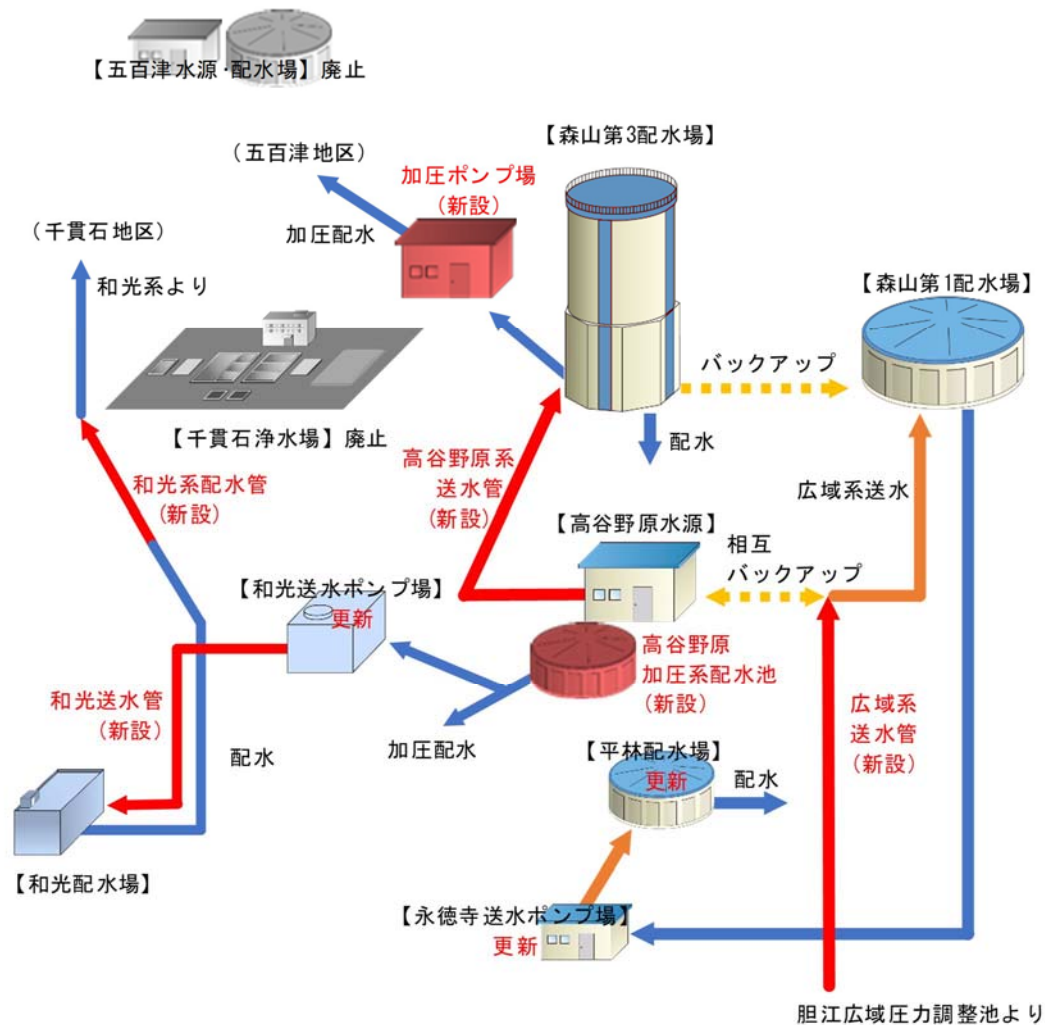 【五百津水源・配水場】廃止
【森山第3配水場】
（五百津地区）
加圧ポンプ場
（新設）
加圧配水
（千貫石地区）
和光系より
【森山第1配水場】
バックアップ
【千貫石浄水場】廃止
配水
高谷野原系
送水管
（新設）
和光系配水管
（新設）
広域系送水
【高谷野原水源】
相互
バックアップ
【和光送水ポンプ場】
更新
高谷野原
加圧系配水池
（新設）
和光送水管
（新設）
広域系
送水管
（新設）
加圧配水
配水
【平林配水場】
更新
配水
【和光配水場】
【永徳寺送水ポンプ場】
更新
胆江広域圧力調整池より